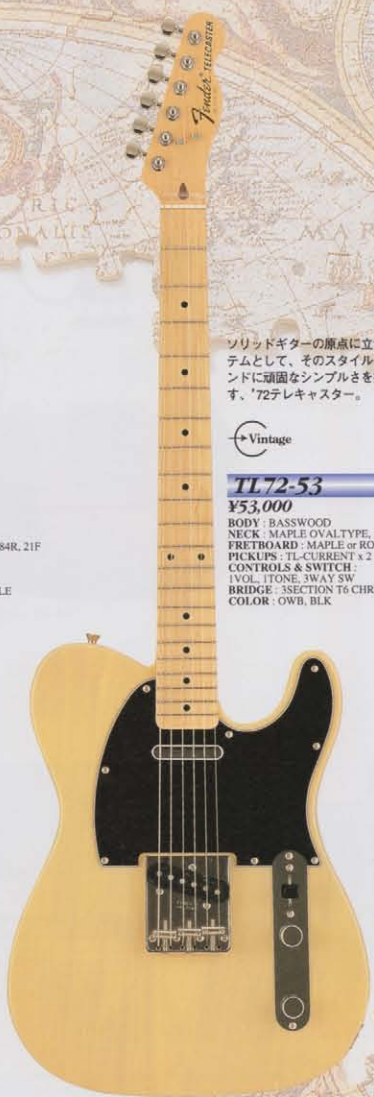 Fender TELECASTER
RICA
ソリッドギターの原点に立
テムとして、そのスタイル
ンドに頑固なシンプルさを
す、'72テレキャスター。
Vintage
TL72-53
¥53,000
BODY : BASSWOOD
NECK : MAPLE OVALTYPE,
FRETBOARD : MAPLE or RO
PICKUPS : TL-CURRENT x 2
CONTROLS & SWITCH :
1VOL, 1TONE, 3WAY SW
BRIDGE : 3SECTION T6 CHR
COLOR : OWB, BLK
84R, 21F
LE